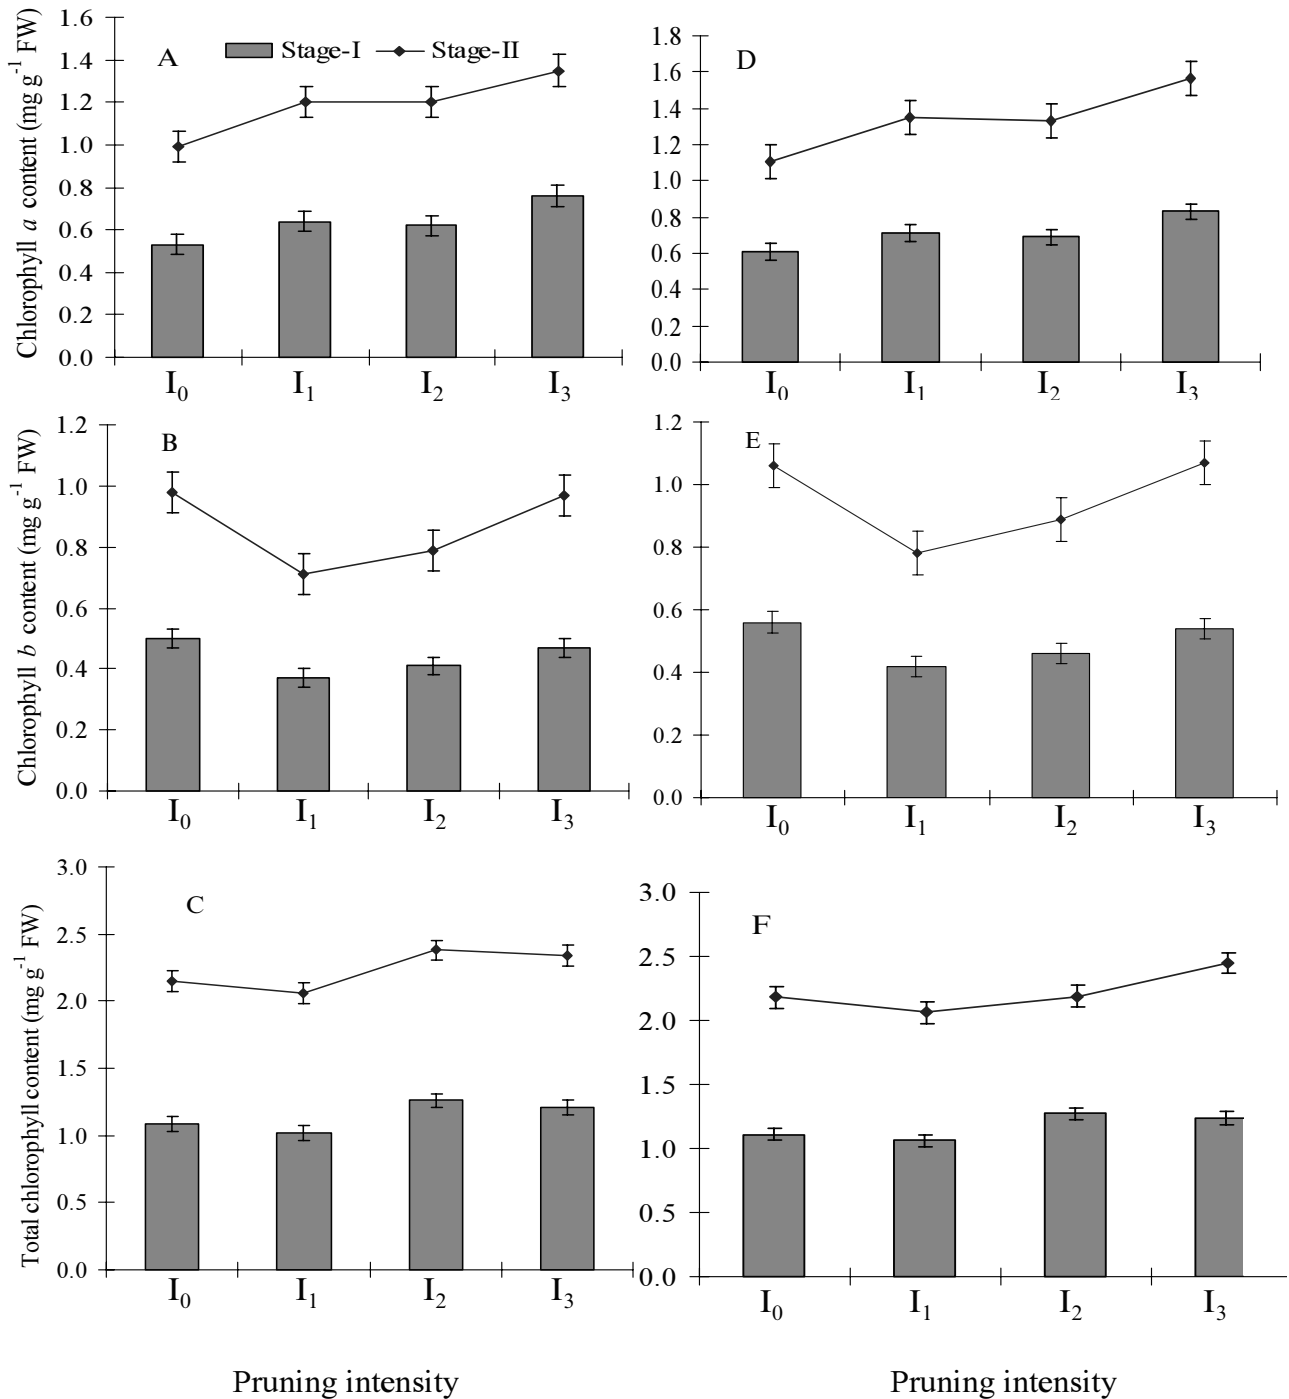 A
Stage-I
Stage-II
Chlorophyll a content (mg g⁻¹ FW)
1.6
1.4
1.2
1.0
0.8
0.6
0.4
0.2
0.0
I₀ I₁ I₂ I₃
D
1.8
1.6
1.4
1.2
1.0
0.8
0.6
0.4
0.2
0.0
I₀ I₁ I₂ I₃
B
Chlorophyll b content (mg g⁻¹ FW)
1.2
1.0
0.8
0.6
0.4
0.2
0.0
I₀ I₁ I₂ I₃
E
1.2
1.0
0.8
0.6
0.4
0.2
0.0
I₀ I₁ I₂ I₃
C
Total chlorophyll content (mg g⁻¹ FW)
3.0
2.5
2.0
1.5
1.0
0.5
0.0
I₀ I₁ I₂ I₃
Pruning intensity
F
3.0
2.5
2.0
1.5
1.0
0.5
0.0
I₀ I₁ I₂ I₃
Pruning intensity